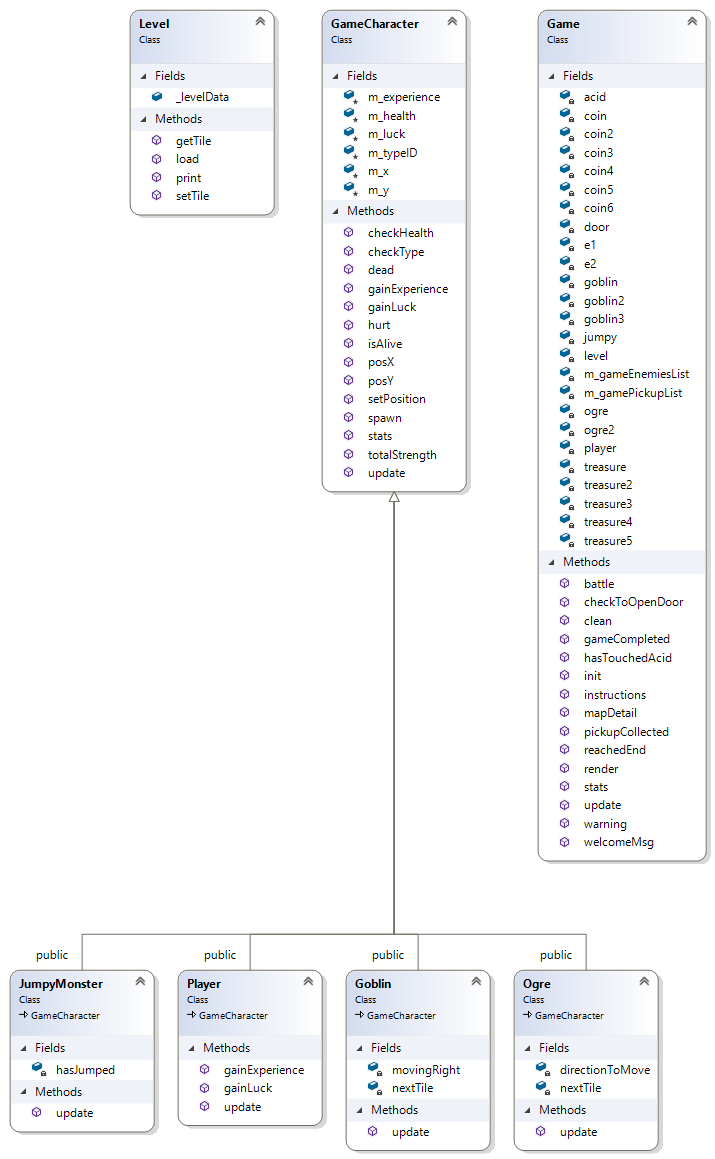 Level
Class
Fields
_levelData
Methods
getTile
load
print
setTile
GameCharacter
Class
Fields
m_experience
m_health
m_luck
m_typeID
m_x
m_y
Methods
checkHealth
checkType
dead
gainExperience
gainLuck
hurt
isAlive
posX
posY
setPosition
spawn
stats
totalStrength
update
Game
Class
Fields
acid
coin
coin2
coin3
coin4
coin5
coin6
door
e1
e2
goblin
goblin2
goblin3
jumpy
level
m_gameEnemiesList
m_gamePickupList
ogre
ogre2
player
treasure
treasure2
treasure3
treasure4
treasure5
Methods
battle
checkToOpenDoor
clean
gameCompleted
hasTouchedAcid
init
instructions
mapDetail
pickupCollected
reachedEnd
render
stats
update
warning
welcomeMsg
public
JumpyMonster
Class
GameCharacter
Fields
hasJumped
Methods
update
public
Player
Class
GameCharacter
Methods
gainExperience
gainLuck
update
public
Goblin
Class
GameCharacter
Fields
movingRight
nextTile
Methods
update
public
Ogre
Class
GameCharacter
Fields
directionToMove
nextTile
Methods
update